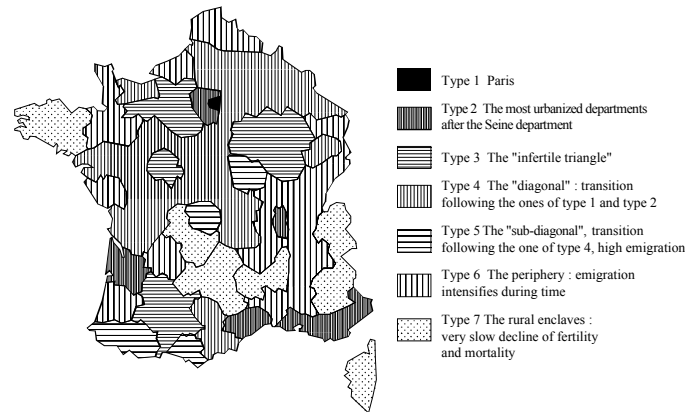 Type 1 Paris
Type 2 The most urbanized departments
after the Seine department
Type 3 The "infertile triangle"
Type 4 The "diagonal" : transition
following the ones of type 1 and type 2
Type 5 The "sub-diagonal", transition
following the one of type 4, high emigration
Type 6 The periphery : emigration
intensifies during time
Type 7 The rural enclaves :
very slow decline of fertility
and mortality